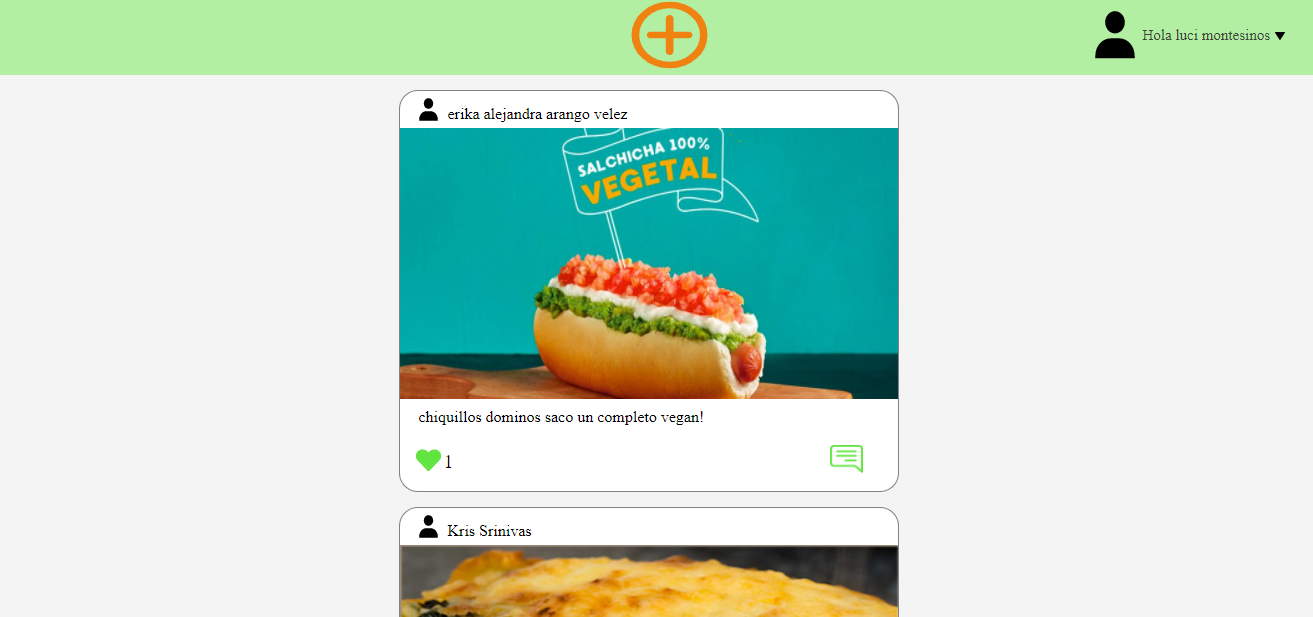 Hola luci montesinos
erika alejandra arango velez
SALCHICHA 100%
VEGETAL
chiquillos dominos saco un completo vegan!
1
Kris Srinivas